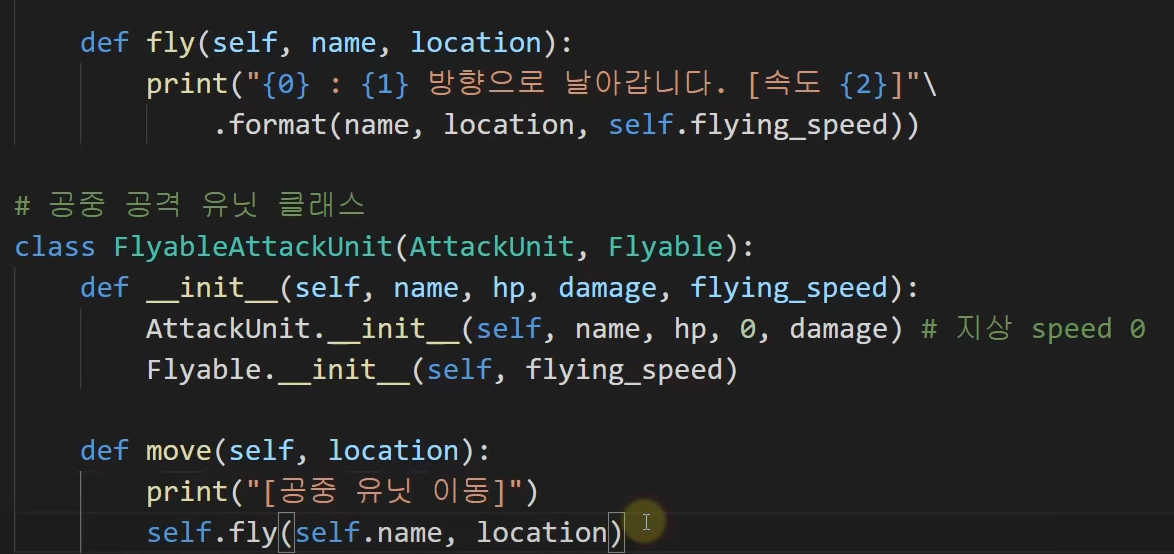 def fly(self, name, location):
print("{0} : {1} 방향으로 날아갑니다. [속도 {2}]"\
.format(name, location, self.flying_speed))
# 공중 공격 유닛 클래스
class FlyableAttackUnit(AttackUnit, Flyable):
def __init__(self, name, hp, damage, flying_speed):
AttackUnit.__init__(self, name, hp, 0, damage) # 지상 speed 0
Flyable.__init__(self, flying_speed)
def move(self, location):
print("[공중 유닛 이동]")
self.fly(self.name, location)